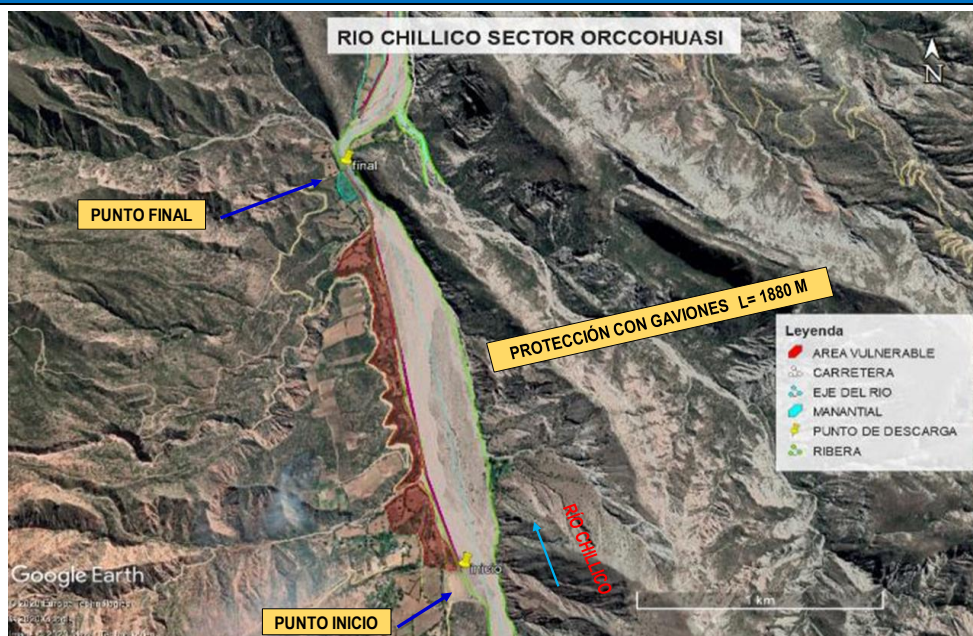 RIO CHILLICO SECTOR ORCCOHUASI
N
final
PUNTO FINAL
PROTECCIÓN CON GAVIONES L= 1880 M
Leyenda
AREA VULNERABLE
CARRETERA
EJE DEL RIO
MANANTIAL
PUNTO DE DESCARGA
RIBERA
RIO CHILLICO
inicio
Google Earth
1 km
PUNTO INICIO